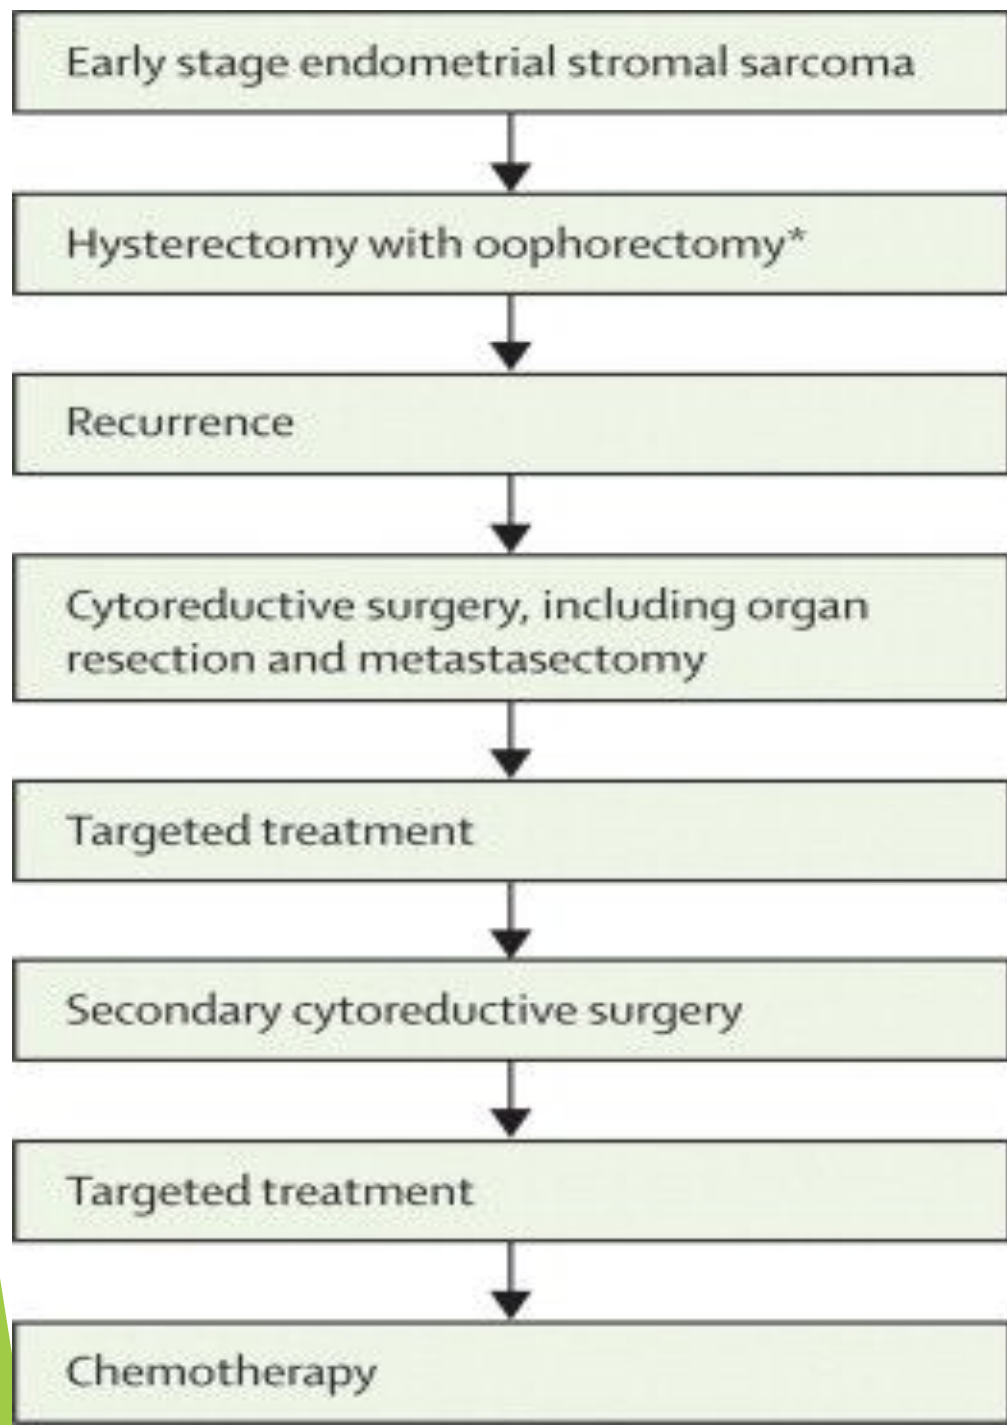 Early stage endometrial stromal sarcoma
Hysterectomy with oophorectomy*
Recurrence
Cytoreductive surgery, including organ
resection and metastasectomy
Targeted treatment
Secondary cytoreductive surgery
Targeted treatment
Chemotherapy